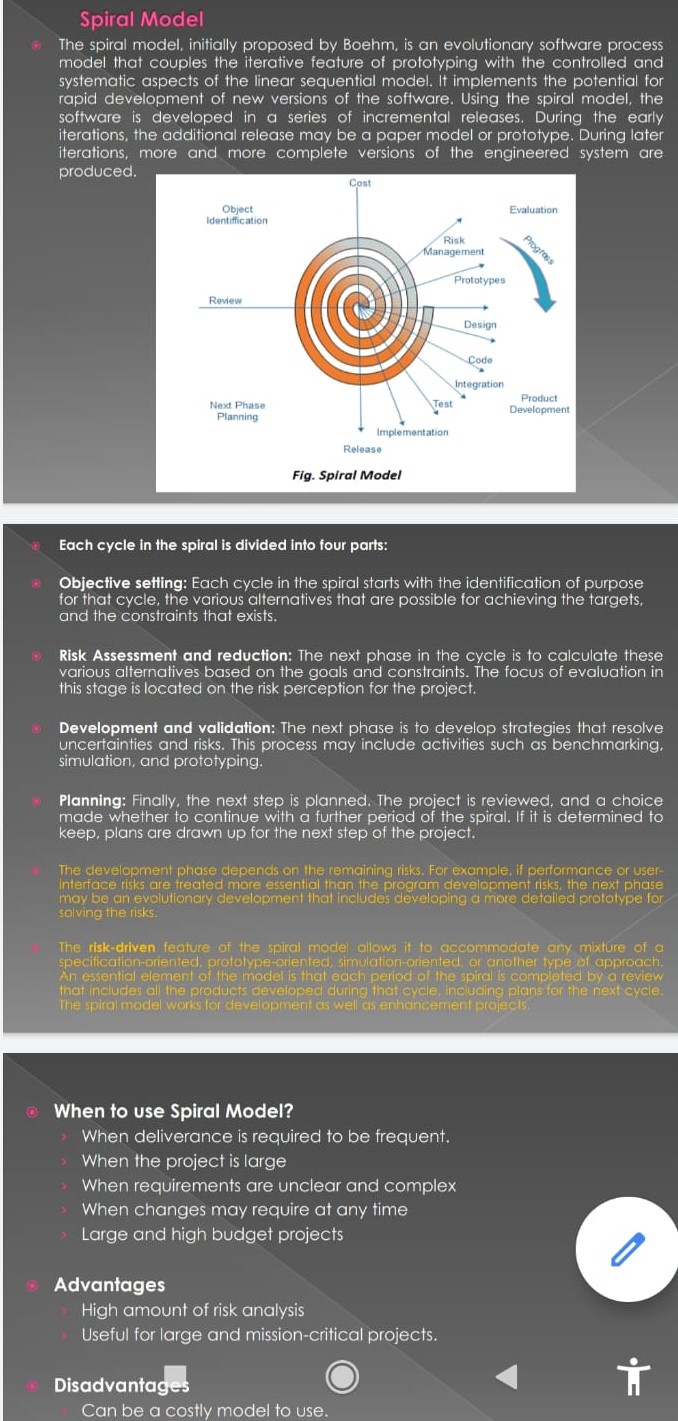 Spiral Model
The spiral model, initially proposed by Boehm, is an evolutionary software process
model that couples the iterative feature of prototyping with the controlled and
systematic aspects of the linear sequential model. It implements the potential for
rapid development of new versions of the software. Using the spiral model, the
software is developed in a series of incremental releases. During the early
iterations, the additional release may be a paper model or prototype. During later
iterations, more and more complete versions of the engineered system are
produced.
Cost
Object
Identification
Evaluation
Risk
Management
Progress
Prototypes
Review
Design
Code
Integration
Next Phase
Planning
Test
Product
Development
Implementation
Release
Fig. Spiral Model
Each cycle in the spiral is divided into four parts:
Objective setting: Each cycle in the spiral starts with the identification of purpose
for that cycle, the various alternatives that are possible for achieving the targets,
and the constraints that exists.
Risk Assessment and reduction: The next phase in the cycle is to calculate these
various alternatives based on the goals and constraints. The focus of evaluation in
this stage is located on the risk perception for the project.
Development and validation: The next phase is to develop strategies that resolve
uncertainties and risks. This process may include activities such as benchmarking,
simulation, and prototyping.
Planning: Finally, the next step is planned. The project is reviewed, and a choice
made whether to continue with a further period of the spiral. If it is determined to
keep, plans are drawn up for the next step of the project.
The development phase depends on the remaining risks. For example, if performance or user-
interface risks are treated more essential than the program development risks, the next phase
may be an evolutionary development that includes developing a more detailed prototype for
solving the risks.
The risk-driven feature of the spiral model allows it to accommodate any mixture of a
specification-oriented, prototype-oriented, simulation-oriented, or another type of approach.
An essential element of the model is that each period of the spiral is completed by a review
that includes all the products developed during that cycle, including plans for the next cycle.
The spiral model works for development as well as enhancement projects.
When to use Spiral Model?
When deliverance is required to be frequent.
When the project is large
When requirements are unclear and complex
When changes may require at any time
Large and high budget projects
Advantages
High amount of risk analysis
Useful for large and mission-critical projects.
Disadvantages
Can be a costly model to use.